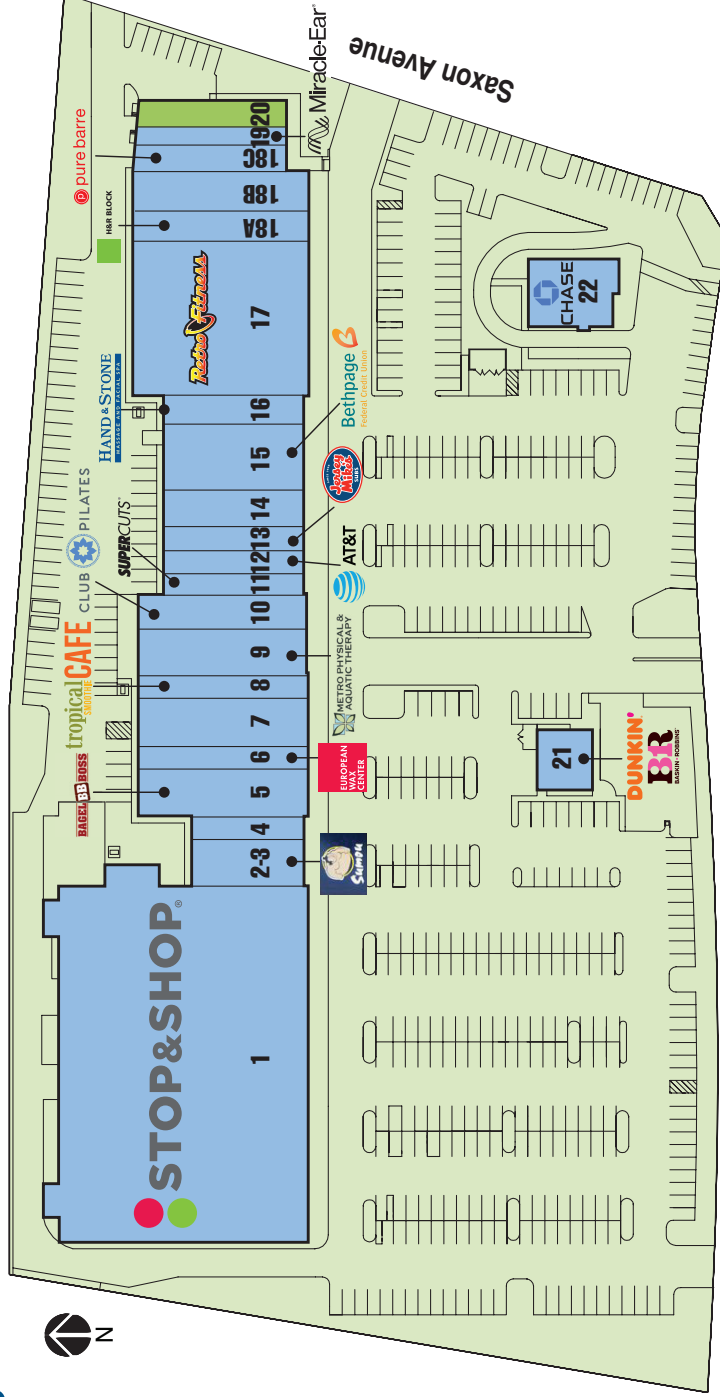 Saxon Avenue
Miracle-Ear®
pure barre
H&R BLOCK
HAND & STONE
MASSAGE AND FACIAL SPA
CLUB PILATES
SUPERCUTS®
tropical
SMOOTHIE CAFE
BAGEL BB BOSS
STOP&SHOP®
Retro Fitness
1
2-3
4
5
6
7
8
9
10
11
12
13
14
15
16
17
18A
18B
18C
19
20
Sumou
EUROPEAN
WAX
CENTER
METRO PHYSICAL &
AQUATIC THERAPY
AT&T
Jersey
Mike's
SUBS
Bethpage
Federal Credit Union
21
DUNKIN'
BR
BASKIN-ROBBINS
CHASE
22
N